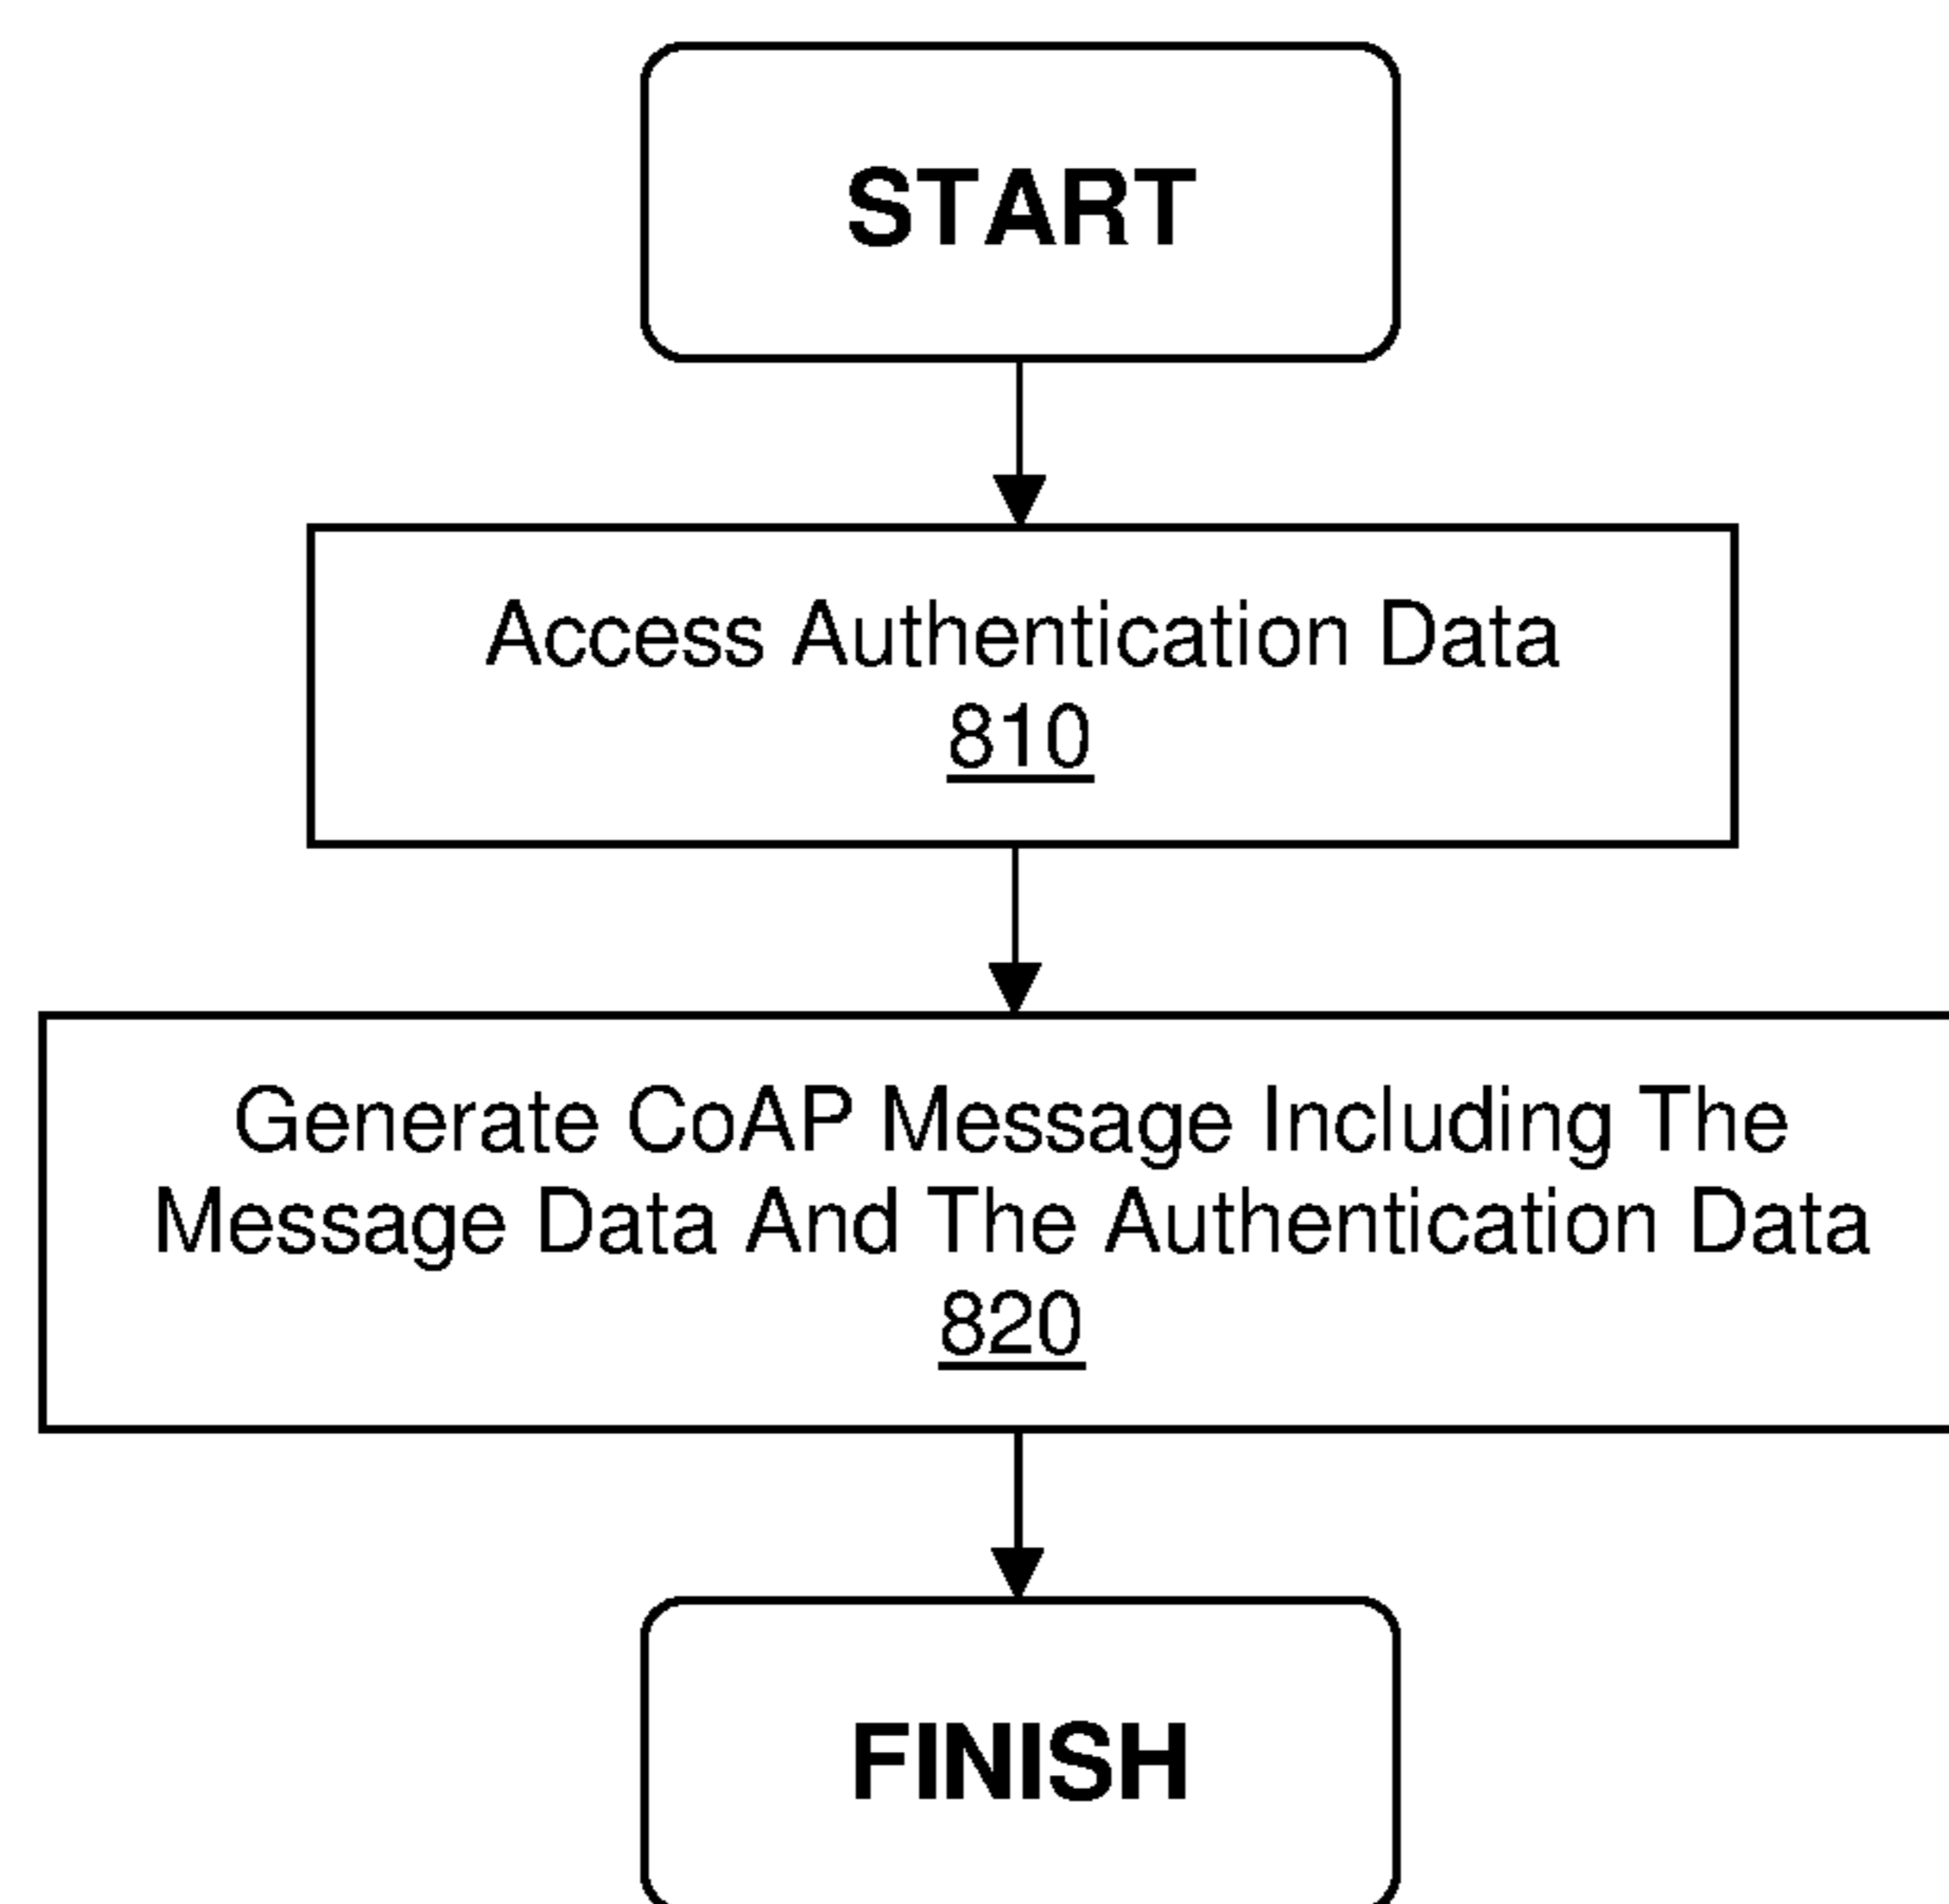 START
Access Authentication Data
810
Generate CoAP Message Including The
Message Data And The Authentication Data
820
FINISH